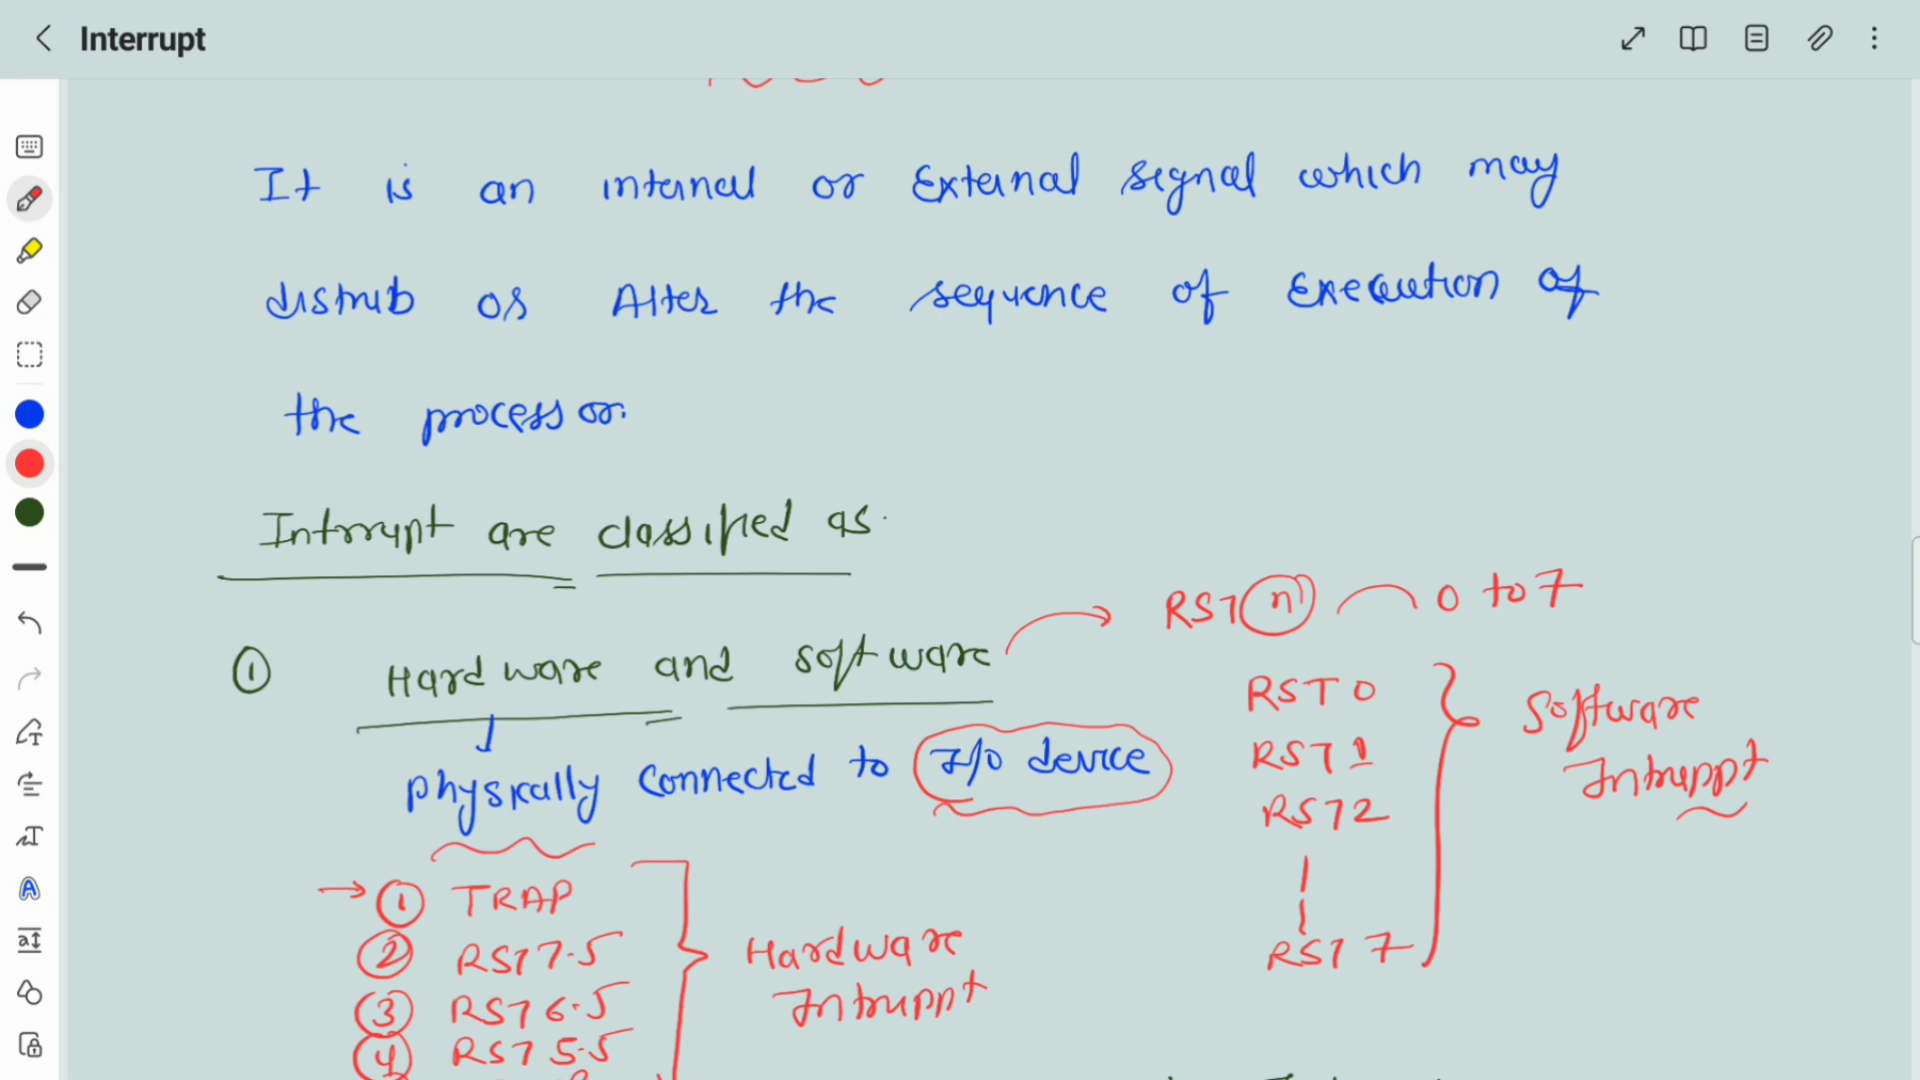 Interrupt
It is an internal or External signal which may
distrub or Alter the sequence of Execution of
the processor.
Intrrupt are classified as.
RST n 0 to 7
① Hardware and software
RST 0
RST 1
RST 2
Software
Intruppt
physically connected to I/O device
RST 7
→ ① TRAP
② RST 7.5
③ RST 6.5
④ RST 5.5
Hardware
Intruppt